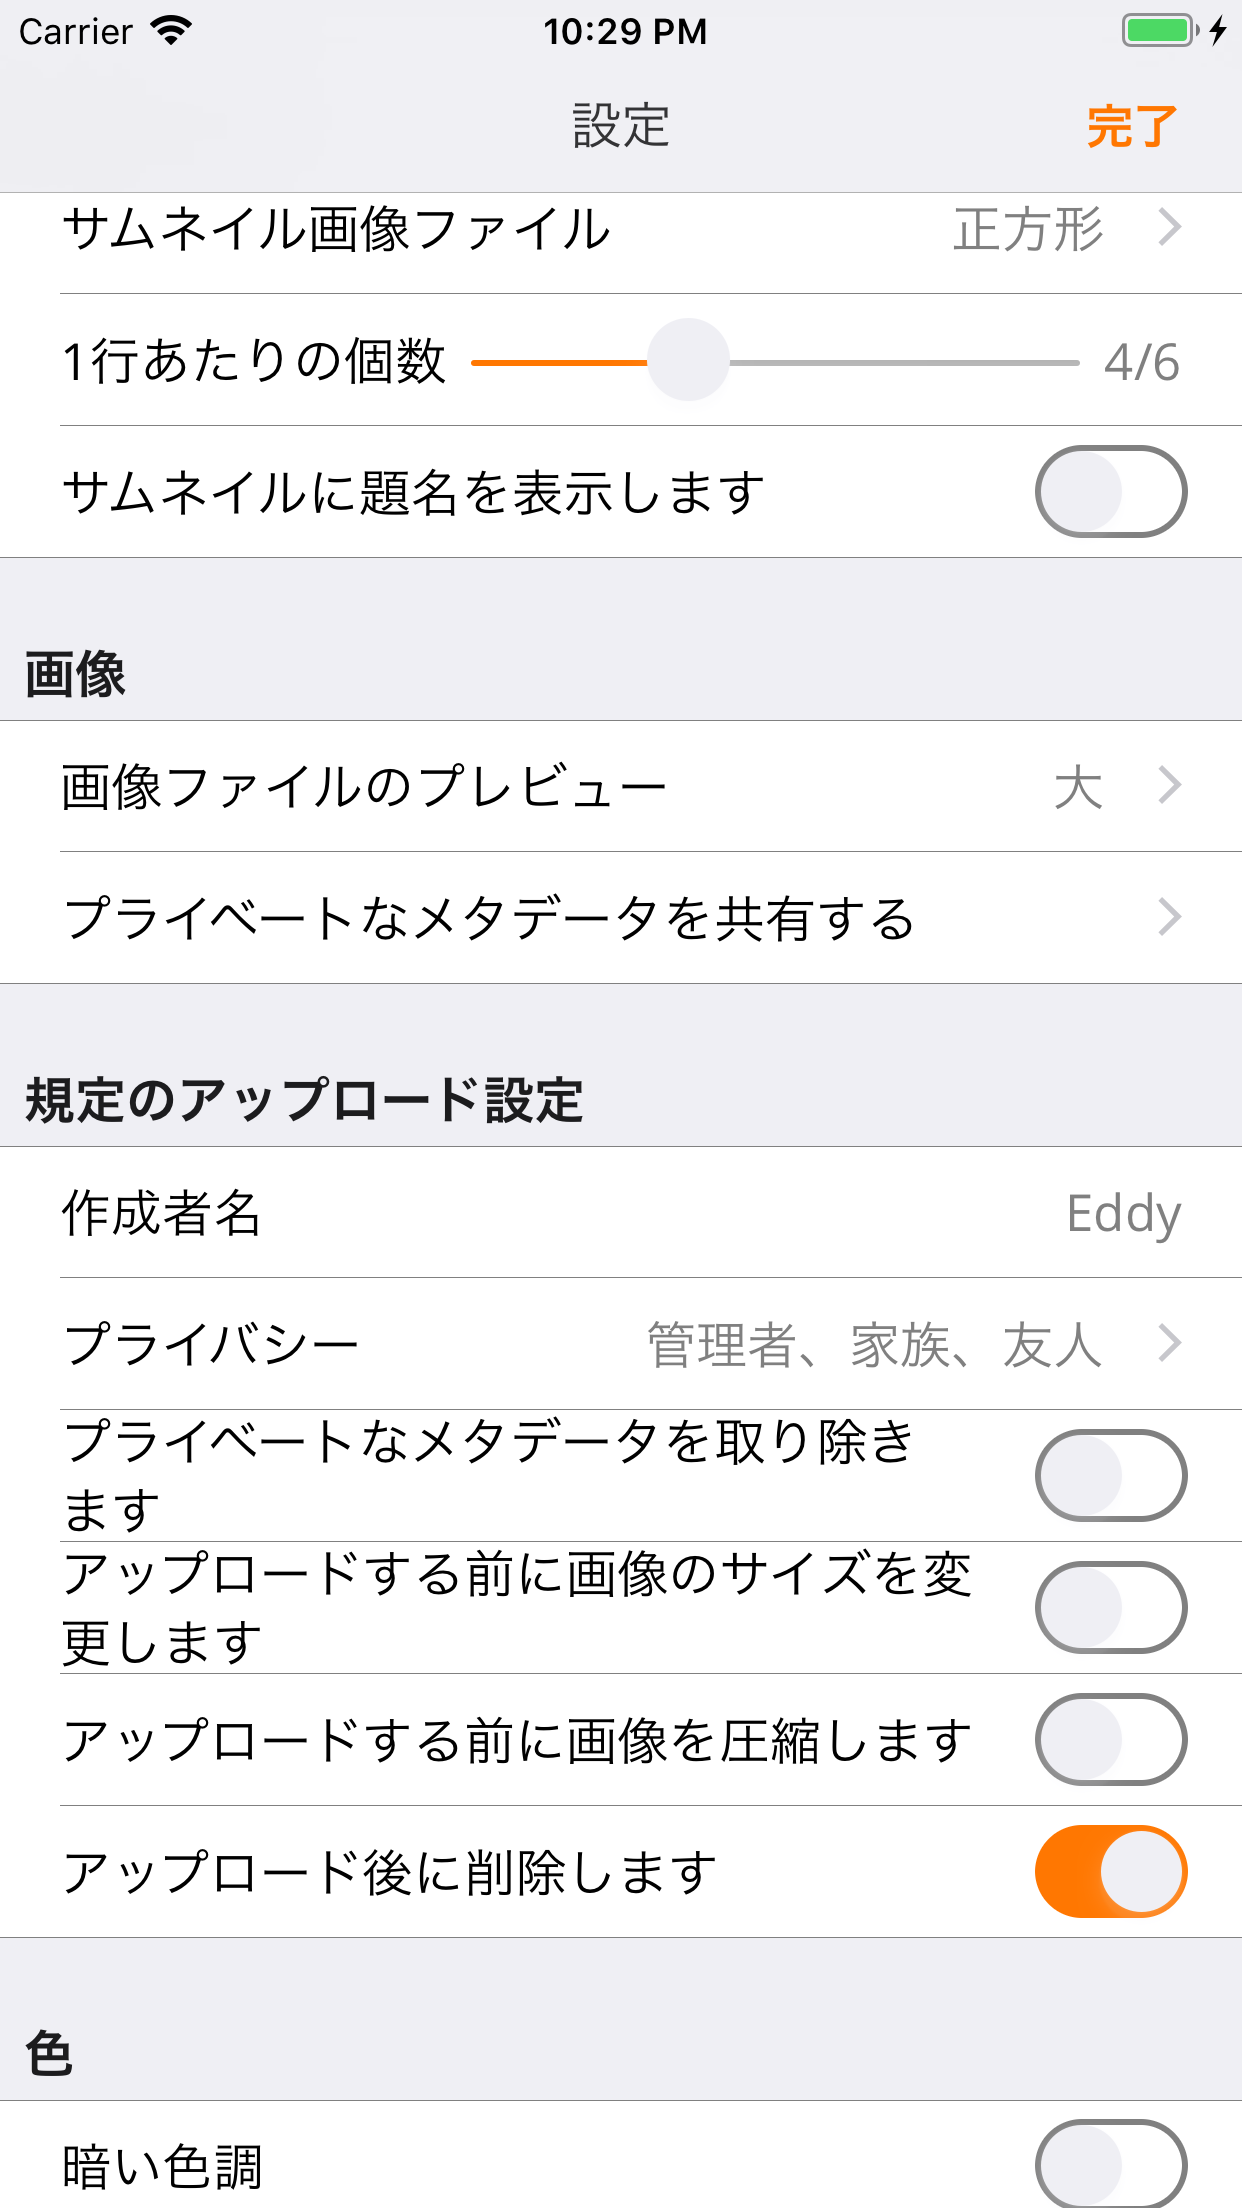 Carrier 10:29 PM
設定 完了
サムネイル画像ファイル 正方形
1行あたりの個数 4/6
サムネイルに題名を表示します
画像
画像ファイルのプレビュー 大
プライベートなメタデータを共有する
規定のアップロード設定
作成者名 Eddy
プライバシー 管理者、家族、友人
プライベートなメタデータを取り除き
ます
アップロードする前に画像のサイズを変
更します
アップロードする前に画像を圧縮します
アップロード後に削除します
色
暗い色調